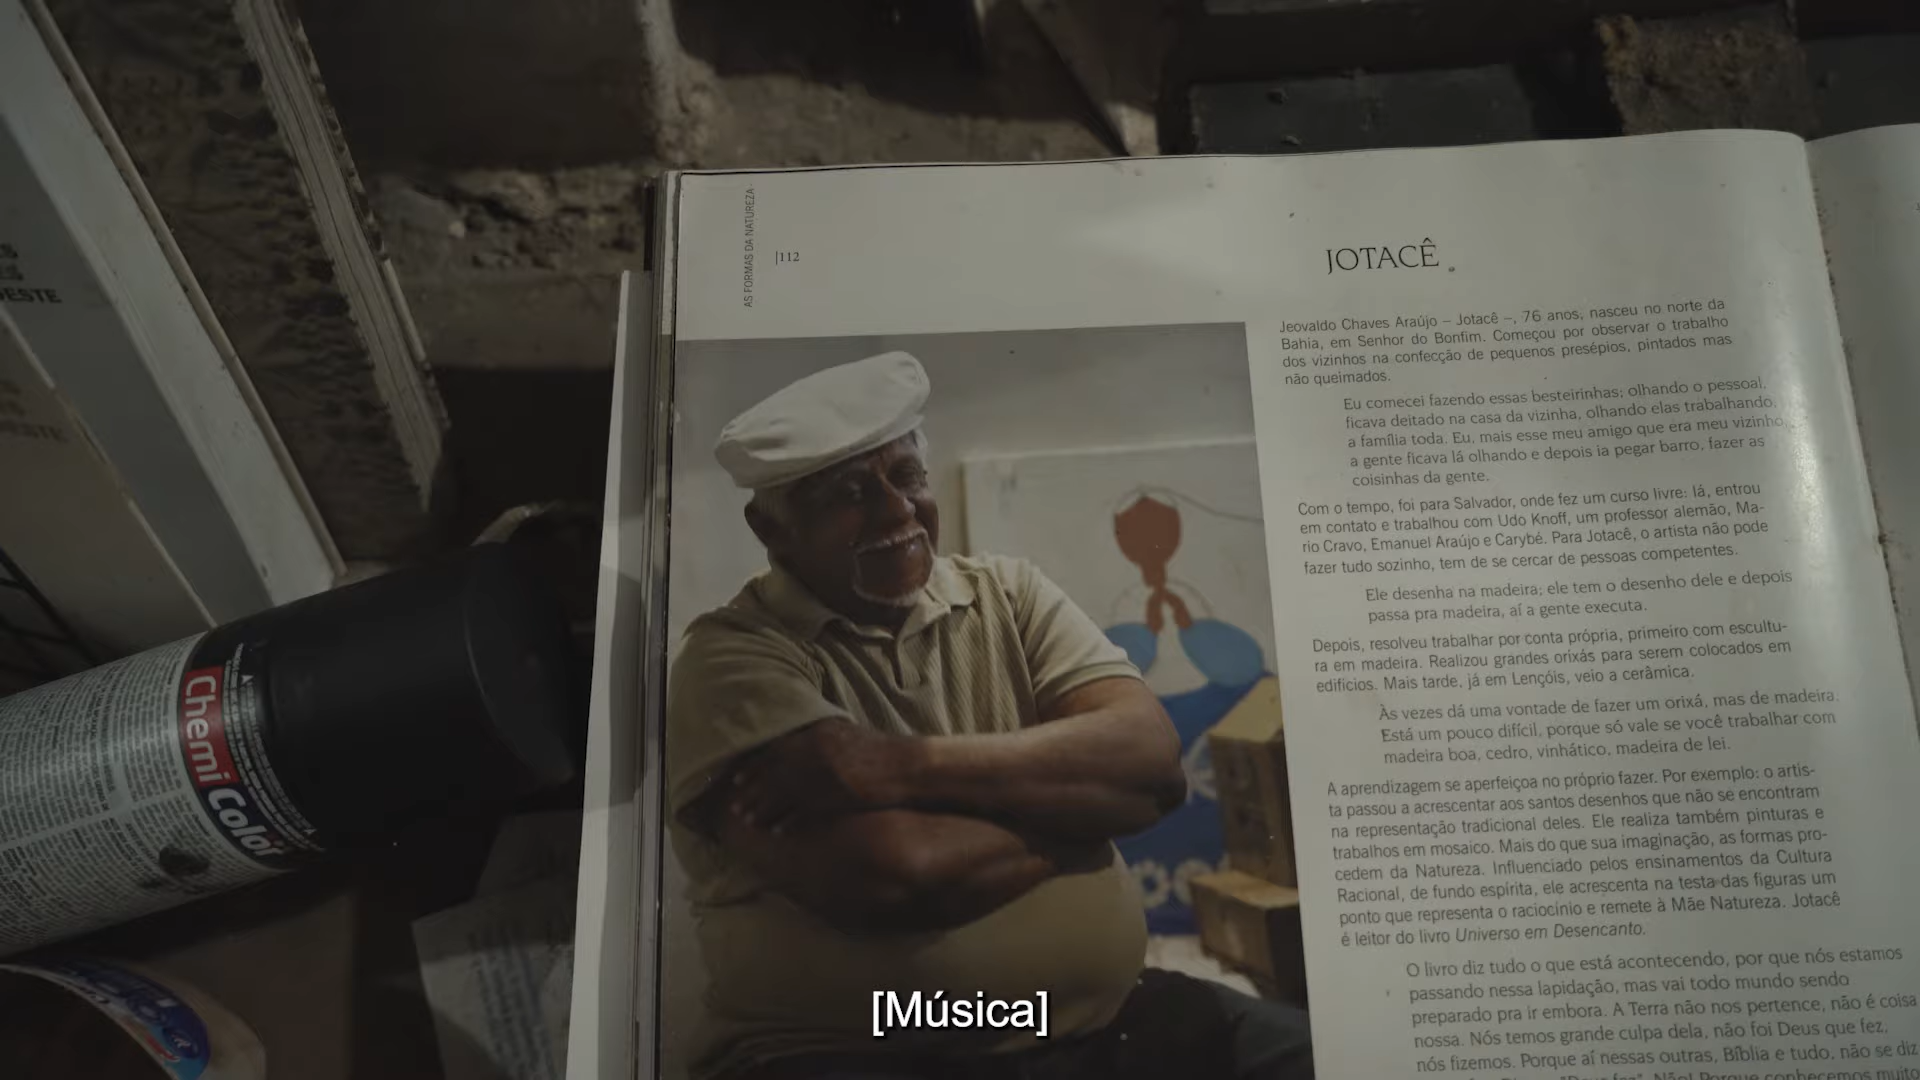 ESTE
AS FORMAS DA NATUREZA
|112
JOTACÊ
Jeovaldo Chaves Araújo – Jotacê –, 76 anos, nasceu no norte da
Bahia, em Senhor do Bonfim. Começou por observar o trabalho
dos vizinhos na confecção de pequenos presépios, pintados mas
não queimados.
Eu comecei fazendo essas besteirinhas; olhando o pessoal,
ficava deitado na casa da vizinha, olhando elas trabalhando,
a família toda. Eu, mais esse meu amigo que era meu vizinho,
a gente ficava lá olhando e depois ia pegar barro, fazer as
coisinhas da gente.
Com o tempo, foi para Salvador, onde fez um curso livre: lá, entrou
em contato e trabalhou com Udo Knoff, um professor alemão, Ma-
rio Cravo, Emanuel Araújo e Carybé. Para Jotacê, o artista não pode
fazer tudo sozinho, tem de se cercar de pessoas competentes.
Ele desenha na madeira; ele tem o desenho dele e depois
passa pra madeira, aí a gente executa.
Depois, resolveu trabalhar por conta própria, primeiro com escultu-
ra em madeira. Realizou grandes orixás para serem colocados em
edifícios. Mais tarde, já em Lençóis, veio a cerâmica.
Às vezes dá uma vontade de fazer um orixá, mas de madeira.
Está um pouco difícil, porque só vale se você trabalhar com
madeira boa, cedro, vinhático, madeira de lei.
A aprendizagem se aperfeiçoa no próprio fazer. Por exemplo: o artis-
ta passou a acrescentar aos santos desenhos que não se encontram
na representação tradicional deles. Ele realiza também pinturas e
trabalhos em mosaico. Mais do que sua imaginação, as formas pro-
cedem da Natureza. Influenciado pelos ensinamentos da Cultura
Racional, de fundo espírita, ele acrescenta na testa das figuras um
ponto que representa o raciocínio e remete à Mãe Natureza. Jotacê
é leitor do livro Universo em Desencanto.
O livro diz tudo o que está acontecendo, por que nós estamos
passando nessa lapidação, mas vai todo mundo sendo
preparado pra ir embora. A Terra não nos pertence, não é coisa
nossa. Nós temos grande culpa dela, não foi Deus que fez,
nós fizemos. Porque aí nessas outras, Bíblia e tudo, não se diz
Não! Porque conhecemos muito
Chemi Color
[Música]